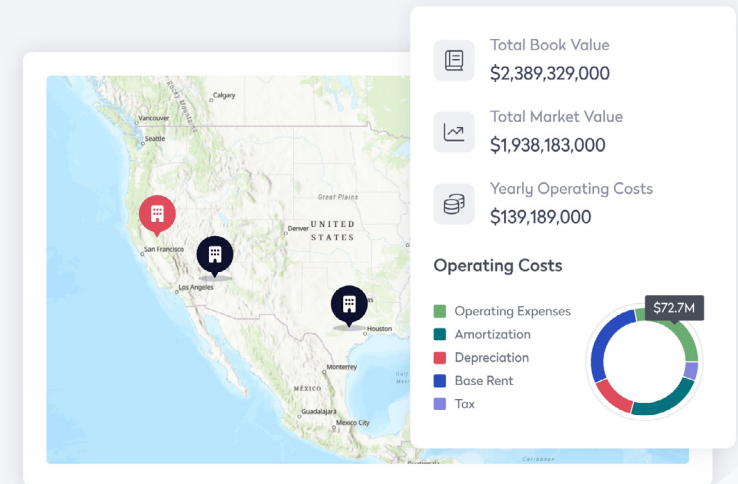 Total Book Value
$2,389,329,000
Total Market Value
$1,938,183,000
Yearly Operating Costs
$139,189,000
Operating Costs
Operating Expenses
Amortization
Depreciation
Base Rent
Tax
$72.7M
Calgary
Vancouver
Seattle
Great Plains
Denver
UNITED
STATES
San Francisco
Los Angeles
Houston
Monterrey
MÉXICO
Guadalajara
Mexico City
Caribbean